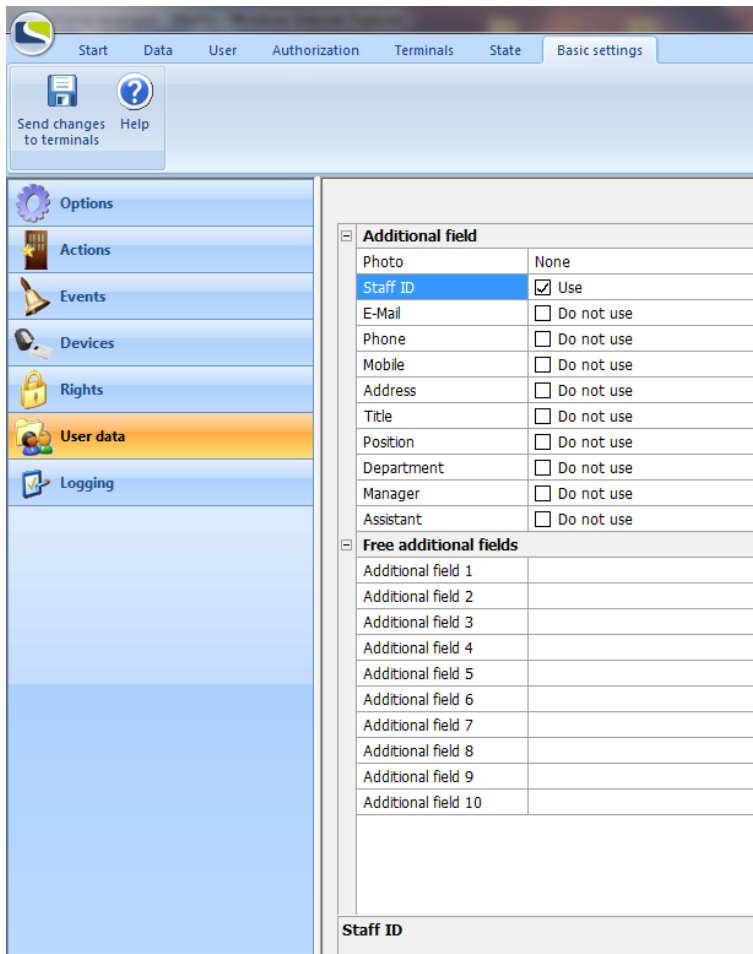 Start Data User Authorization Terminals State Basic settings
Send changes to terminals
Help
Options
Actions
Events
Devices
Rights
User data
Logging
Additional field
Photo None
Staff ID Use
E-Mail Do not use
Phone Do not use
Mobile Do not use
Address Do not use
Title Do not use
Position Do not use
Department Do not use
Manager Do not use
Assistant Do not use
Free additional fields
Additional field 1
Additional field 2
Additional field 3
Additional field 4
Additional field 5
Additional field 6
Additional field 7
Additional field 8
Additional field 9
Additional field 10
Staff ID